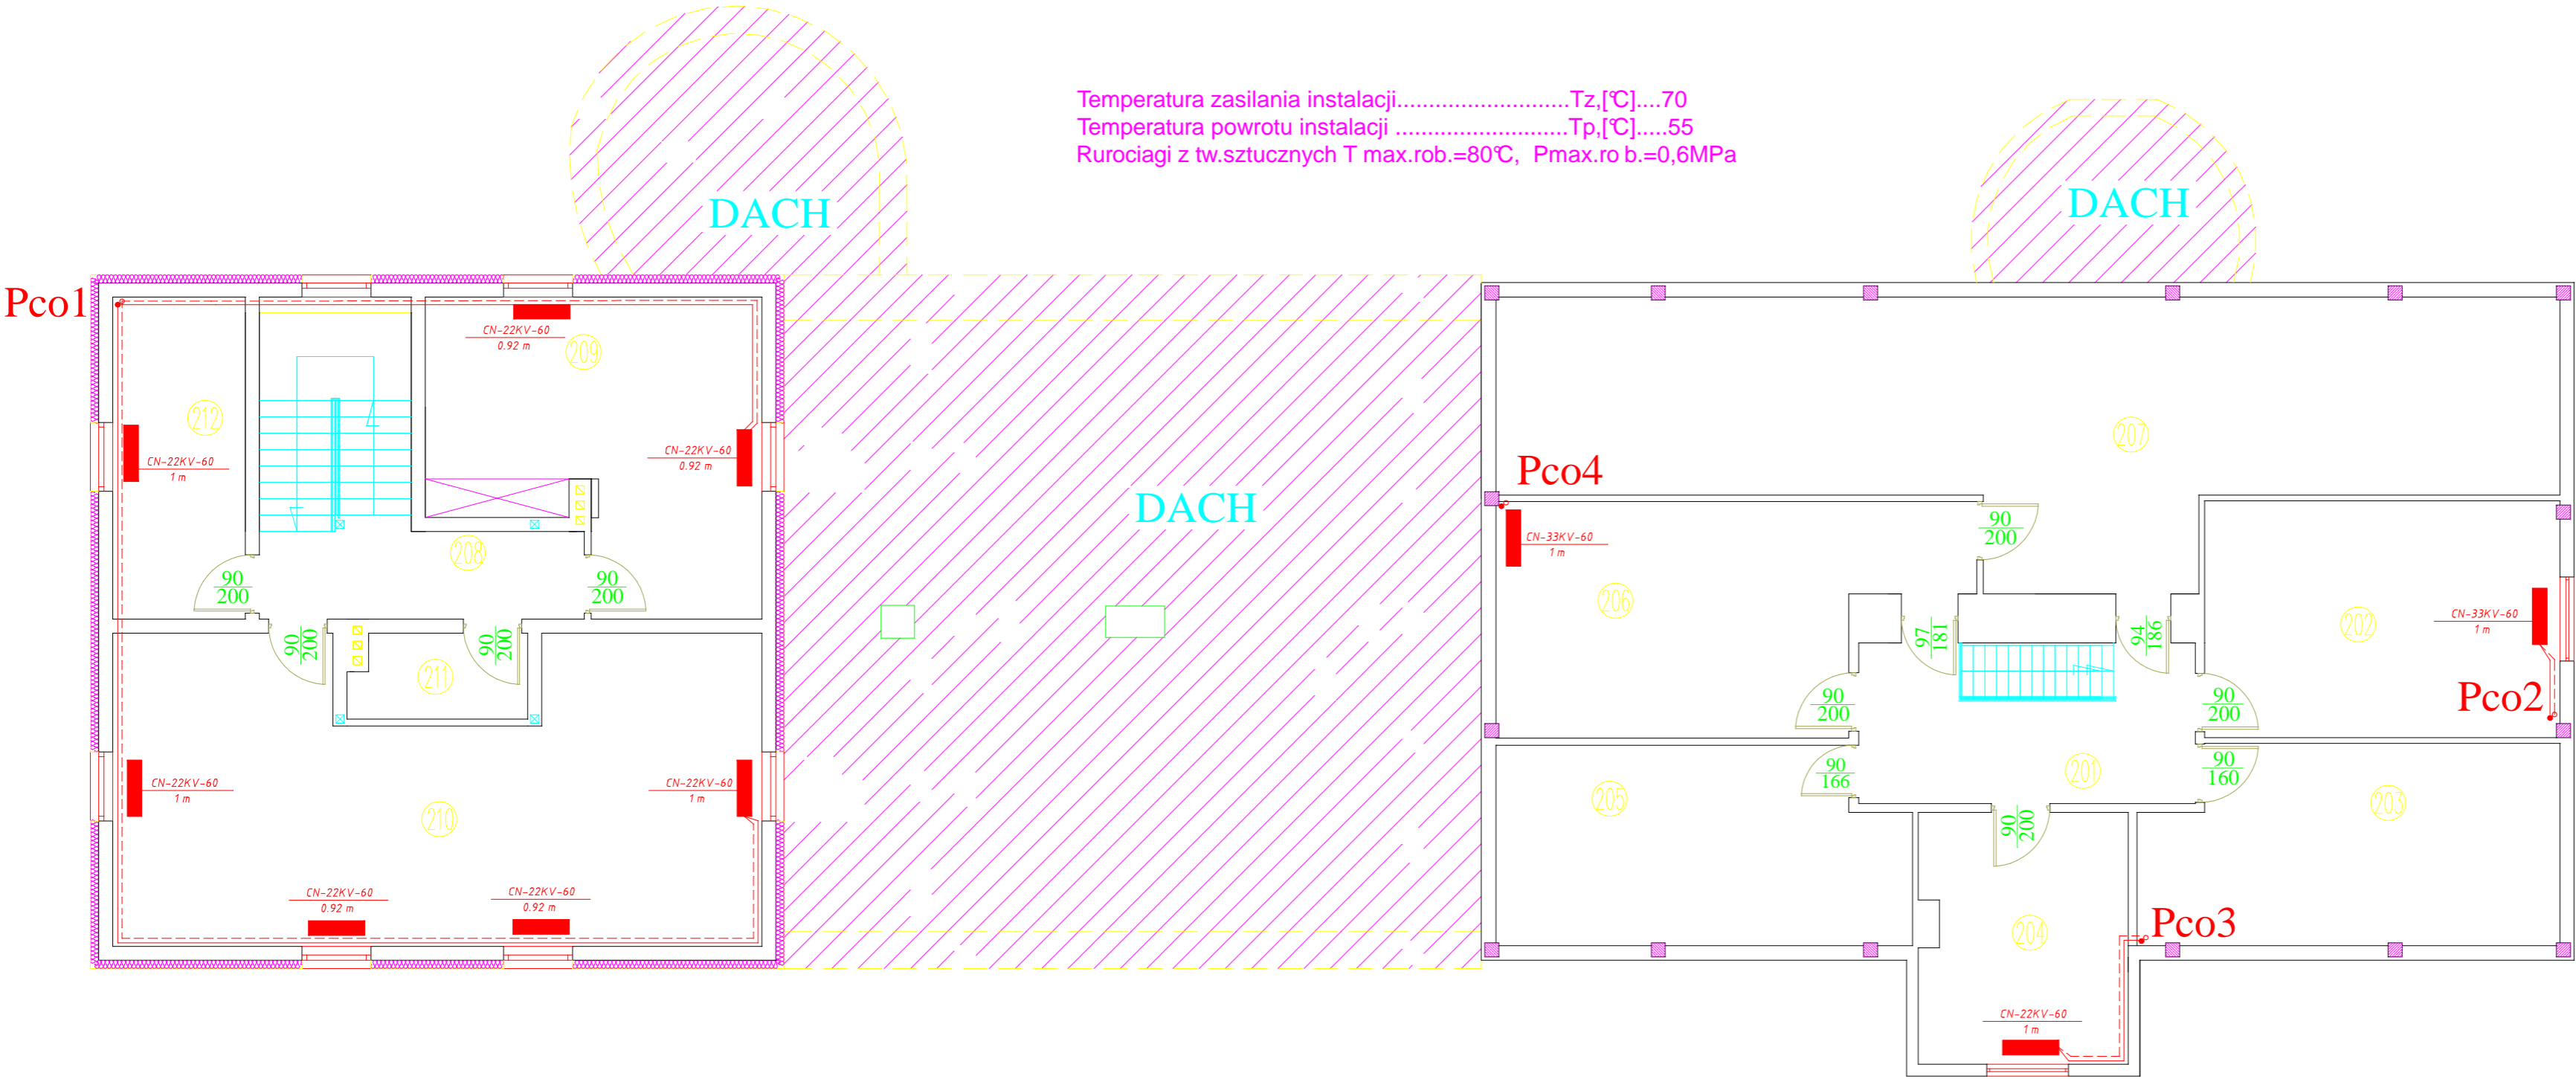 Temperatura zasilania instalacji...........................Tz,[°C]....70
Temperatura powrotu instalacji ...........................Tp,[°C].....55
Rurociagi z tw.sztucznych T max.rob.=80°C, Pmax.ro b.=0,6MPa
DACH
DACH
Pco1
CN-22KV-60
0.92 m
209
212
CN-22KV-60
1 m
CN-22KV-60
0.92 m
208
90
200
90
200
90
200
90
200
211
CN-22KV-60
1 m
CN-22KV-60
1 m
210
CN-22KV-60
0.92 m
CN-22KV-60
0.92 m
DACH
207
Pco4
CN-33KV-60
1 m
90
200
206
97
181
94
186
202
CN-33KV-60
1 m
Pco2
90
200
90
200
90
166
201
90
160
205
203
90
200
204
Pco3
CN-22KV-60
1 m